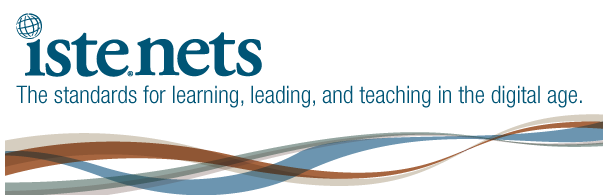 iste.nets
The standards for learning, leading, and teaching in the digital age.